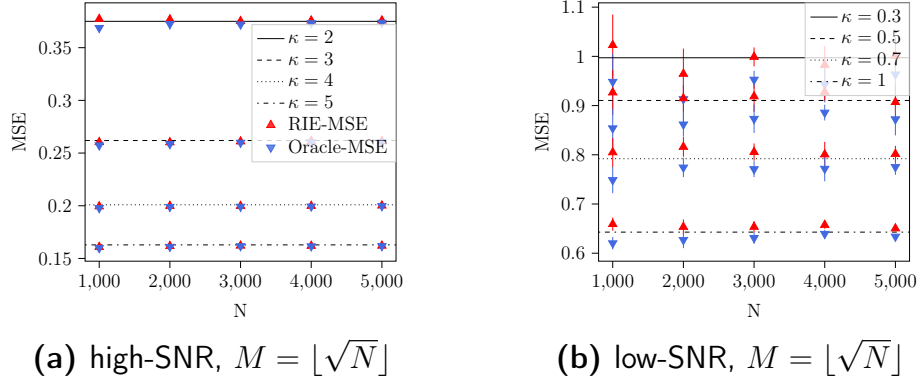 0.35
0.3
0.25
0.2
0.15
MSE
1,000 2,000 3,000 4,000 5,000
N
κ = 2
κ = 3
κ = 4
κ = 5
RIE-MSE
Oracle-MSE
(a) high-SNR, M = ⌊√N⌋
1.1
1
0.9
0.8
0.7
0.6
MSE
1,000 2,000 3,000 4,000 5,000
N
κ = 0.3
κ = 0.5
κ = 0.7
κ = 1
(b) low-SNR, M = ⌊√N⌋